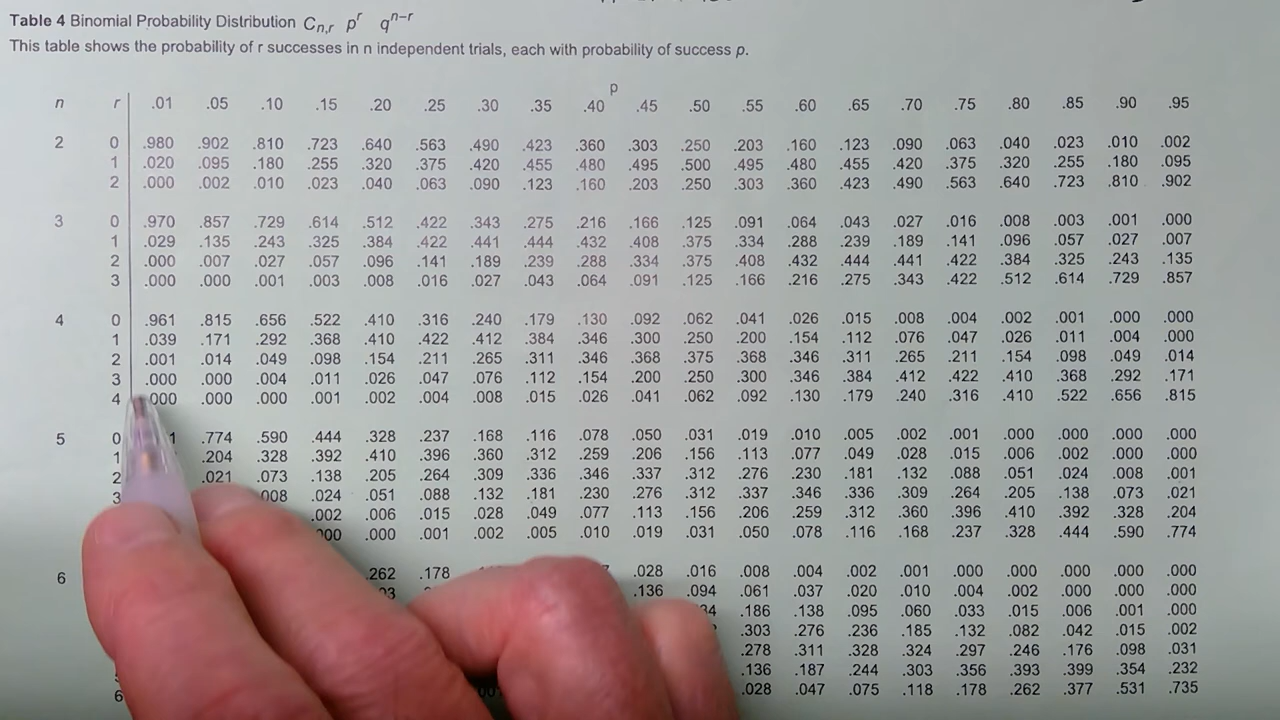 Table 4 Binomial Probability Distribution C_{n,r} p^r q^{n-r}
This table shows the probability of r successes in n independent trials, each with probability of success p.
p
n r .01 .05 .10 .15 .20 .25 .30 .35 .40 .45 .50 .55 .60 .65 .70 .75 .80 .85 .90 .95
2 0 .980 .902 .810 .723 .640 .563 .490 .423 .360 .303 .250 .203 .160 .123 .090 .063 .040 .023 .010 .002
1 .020 .095 .180 .255 .320 .375 .420 .455 .480 .495 .500 .495 .480 .455 .420 .375 .320 .255 .180 .095
2 .000 .002 .010 .023 .040 .063 .090 .123 .160 .203 .250 .303 .360 .423 .490 .563 .640 .723 .810 .902
3 0 .970 .857 .729 .614 .512 .422 .343 .275 .216 .166 .125 .091 .064 .043 .027 .016 .008 .003 .001 .000
1 .029 .135 .243 .325 .384 .422 .441 .444 .432 .408 .375 .334 .288 .239 .189 .141 .096 .057 .027 .007
2 .000 .007 .027 .057 .096 .141 .189 .239 .288 .334 .375 .408 .432 .444 .441 .422 .384 .325 .243 .135
3 .000 .000 .001 .003 .008 .016 .027 .043 .064 .091 .125 .166 .216 .275 .343 .422 .512 .614 .729 .857
4 0 .961 .815 .656 .522 .410 .316 .240 .179 .130 .092 .062 .041 .026 .015 .008 .004 .002 .001 .000 .000
1 .039 .171 .292 .368 .410 .422 .412 .384 .346 .300 .250 .200 .154 .112 .076 .047 .026 .011 .004 .000
2 .001 .014 .049 .098 .154 .211 .265 .311 .346 .368 .375 .368 .346 .311 .265 .211 .154 .098 .049 .014
3 .000 .000 .004 .011 .026 .047 .076 .112 .154 .200 .250 .300 .346 .384 .412 .422 .410 .368 .292 .171
4 .000 .000 .000 .001 .002 .004 .008 .015 .026 .041 .062 .092 .130 .179 .240 .316 .410 .522 .656 .815
5 0 .774 .590 .444 .328 .237 .168 .116 .078 .050 .031 .019 .010 .005 .002 .001 .000 .000 .000 .000
1 .204 .328 .392 .410 .396 .360 .312 .259 .206 .156 .113 .077 .049 .028 .015 .006 .002 .000 .000
2 .021 .073 .138 .205 .264 .309 .336 .346 .337 .312 .276 .230 .181 .132 .088 .051 .024 .008 .001
3 .008 .024 .051 .088 .132 .181 .230 .276 .312 .337 .346 .336 .309 .264 .205 .138 .073 .021
.002 .006 .015 .028 .049 .077 .113 .156 .206 .259 .312 .360 .396 .410 .392 .328 .204
.000 .001 .002 .005 .010 .019 .031 .050 .078 .116 .168 .237 .328 .444 .590 .774
6 .262 .178 .028 .016 .008 .004 .002 .001 .000 .000 .000 .000 .000
.136 .094 .061 .037 .020 .010 .004 .002 .000 .000 .000
.186 .138 .095 .060 .033 .015 .006 .001 .000
.303 .276 .236 .185 .132 .082 .042 .015 .002
.278 .311 .328 .324 .297 .246 .176 .098 .031
.136 .187 .244 .303 .356 .393 .399 .354 .232
6 .028 .047 .075 .118 .178 .262 .377 .531 .735